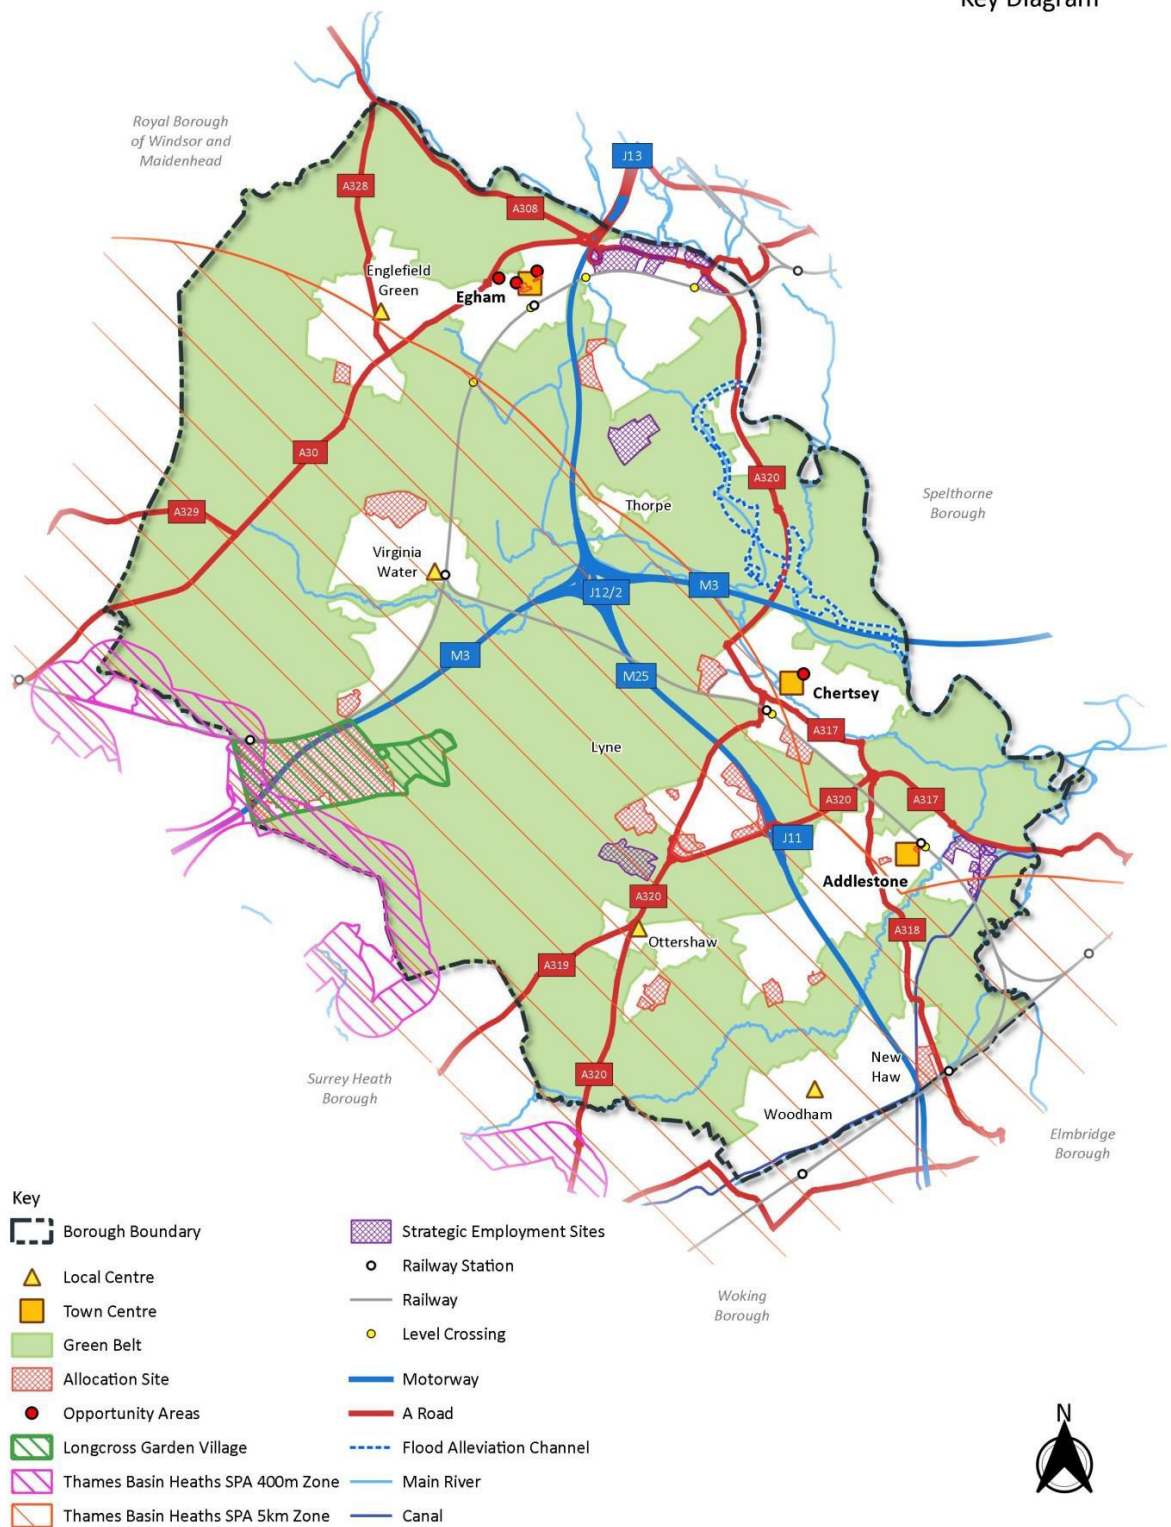 Key Diagram
Royal Borough
of Windsor and
Maidenhead
J13
A328
A308
Englefield
Green
Egham
A30
A320
A329
Thorpe
Spelthorne
Borough
Virginia
Water
J12/2
M3
M3
M25
Chertsey
A317
Lyne
A320
A317
J11
Addlestone
A320
A318
Ottershaw
A319
New
Haw
A320
Surrey Heath
Borough
Woodham
Elmbridge
Borough
Woking
Borough
Key
Borough Boundary
Local Centre
Town Centre
Green Belt
Allocation Site
Opportunity Areas
Longcross Garden Village
Thames Basin Heaths SPA 400m Zone
Thames Basin Heaths SPA 5km Zone
Strategic Employment Sites
Railway Station
Railway
Level Crossing
Motorway
A Road
Flood Alleviation Channel
Main River
Canal
N